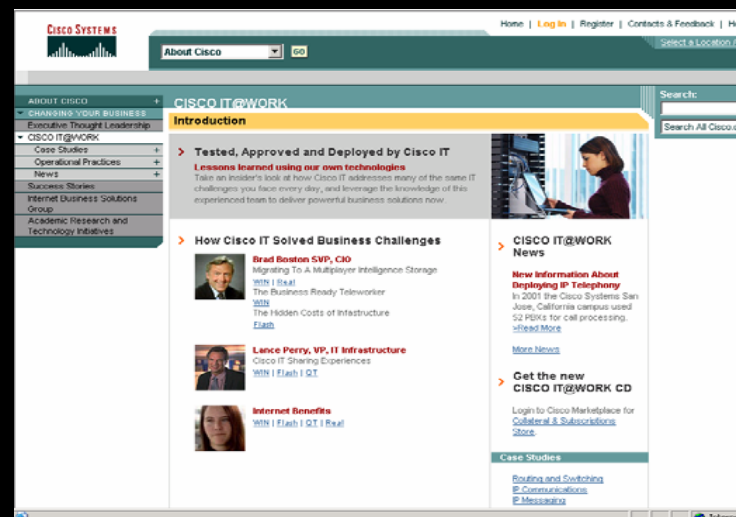 Home | Log In | Register | Contacts & Feedback |
CISCO SYSTEMS
About Cisco
GO
Select a Location /
ABOUT CISCO +
CHANGING YOUR BUSINESS
Executive Thought Leadership
CISCO IT@WORK
Case Studies +
Operational Practices +
News +
Success Stories
Internet Business Solutions
Group
Academic Research and
Technology Initiatives
CISCO IT@WORK
Introduction
Tested, Approved and Deployed by Cisco IT
Lessons learned using our own technologies
Take an insider's look at how Cisco IT addresses many of the same IT
challenges you face every day, and leverage the knowledge of this
experienced team to deliver powerful business solutions now.
How Cisco IT Solved Business Challenges
Brad Boston SVP, CIO
Migrating To A Multiplayer Intelligence Storage
WIN | Real
The Business Ready Teleworker
WIN
The Hidden Costs of Infastructure
Flash
Lance Perry, VP, IT Infrastructure
Cisco IT Sharing Experiences
WIN | Flash | QT
Internet Benefits
WIN | Flash | QT | Real
CISCO IT@WORK
News
New Information About
Deploying IP Telephony
In 2001 the Cisco Systems San
Jose, California campus used
52 PBXs for call processing.
»Read More
More News
Get the new
CISCO IT@WORK CD
Login to Cisco Marketplace for
Collateral & Subscriptions
Store.
Case Studies
Routing and Switching
IP Communications
IP Messaging
Search:
Search All Cisco.c